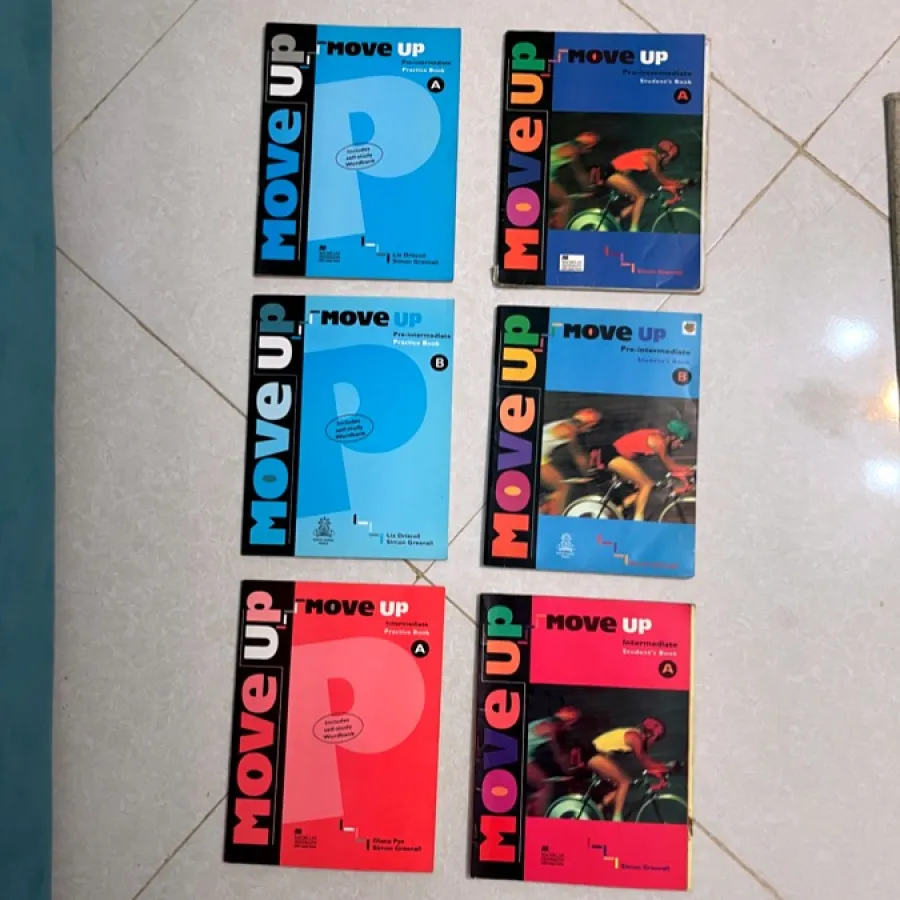 MOVE UP
MOVE UP
Pre-intermediate
Practice Book
A
Includes
self-study
Wordbank
Liz Driscoll
Simon Greenall
MOVE UP
MOVE UP
Pre-intermediate
Student's Book
A
Simon Greenall
MOVE UP
MOVE UP
Pre-intermediate
Practice Book
B
Includes
self-study
Wordbank
Liz Driscoll
Simon Greenall
MOVE UP
MOVE UP
Pre-intermediate
Student's Book
B
MOVE UP
MOVE UP
Intermediate
Practice Book
A
Includes
self-study
Wordbank
Diana Pye
Simon Greenall
MOVE UP
MOVE UP
Intermediate
Student's Book
A
Simon Greenall